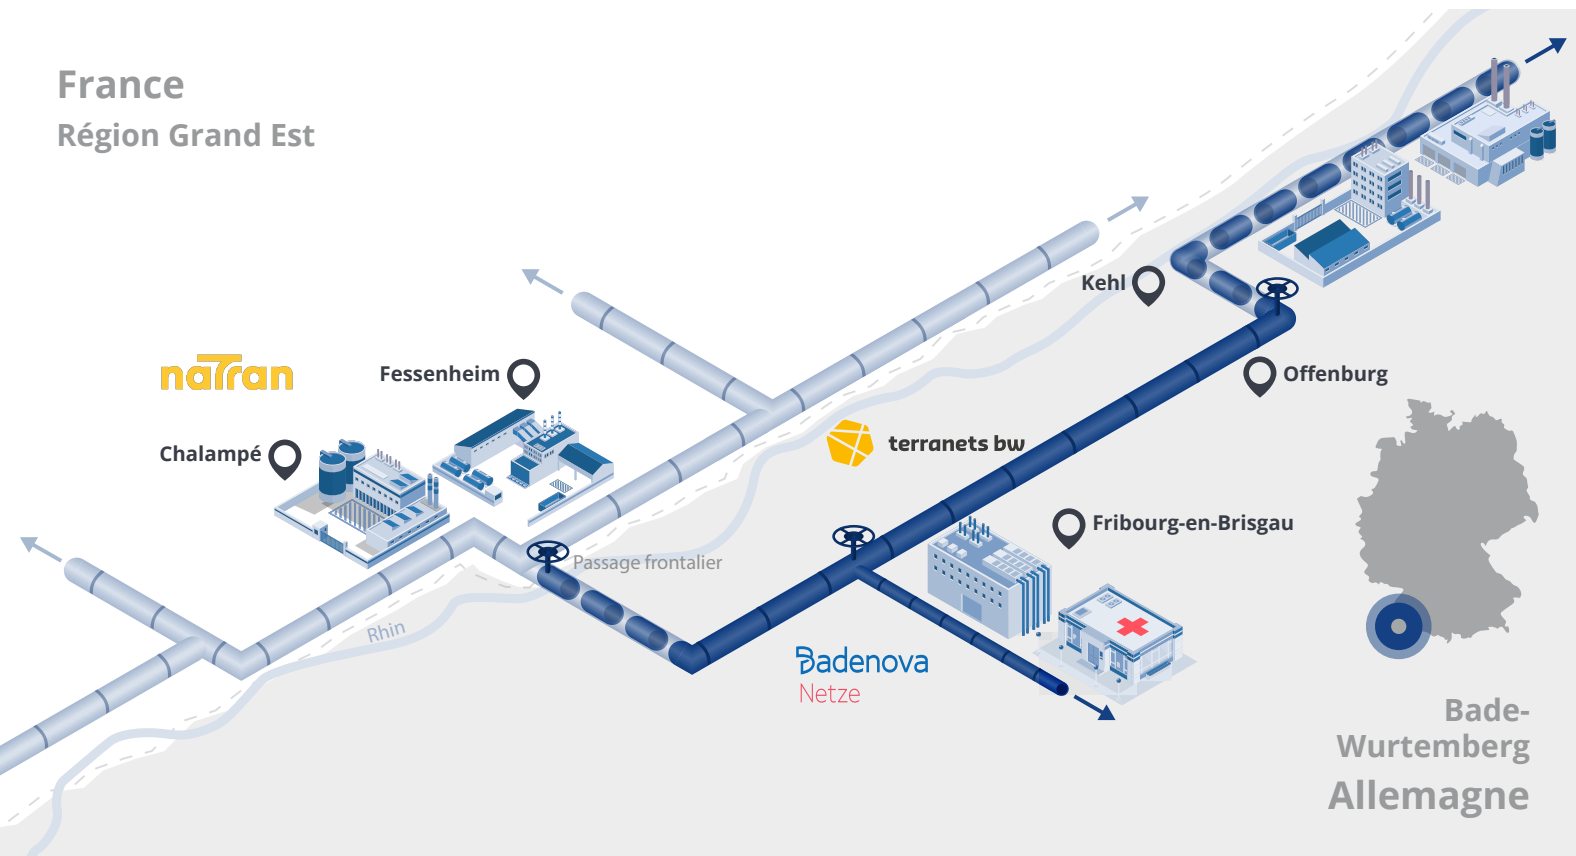 France
Région Grand Est
Kehl
naTran
Fessenheim
Offenburg
Chalampé
terranets bw
Fribourg-en-Brisgau
Passage frontalier
Rhin
Badenova
Netze
Bade-
Wurtemberg
Allemagne